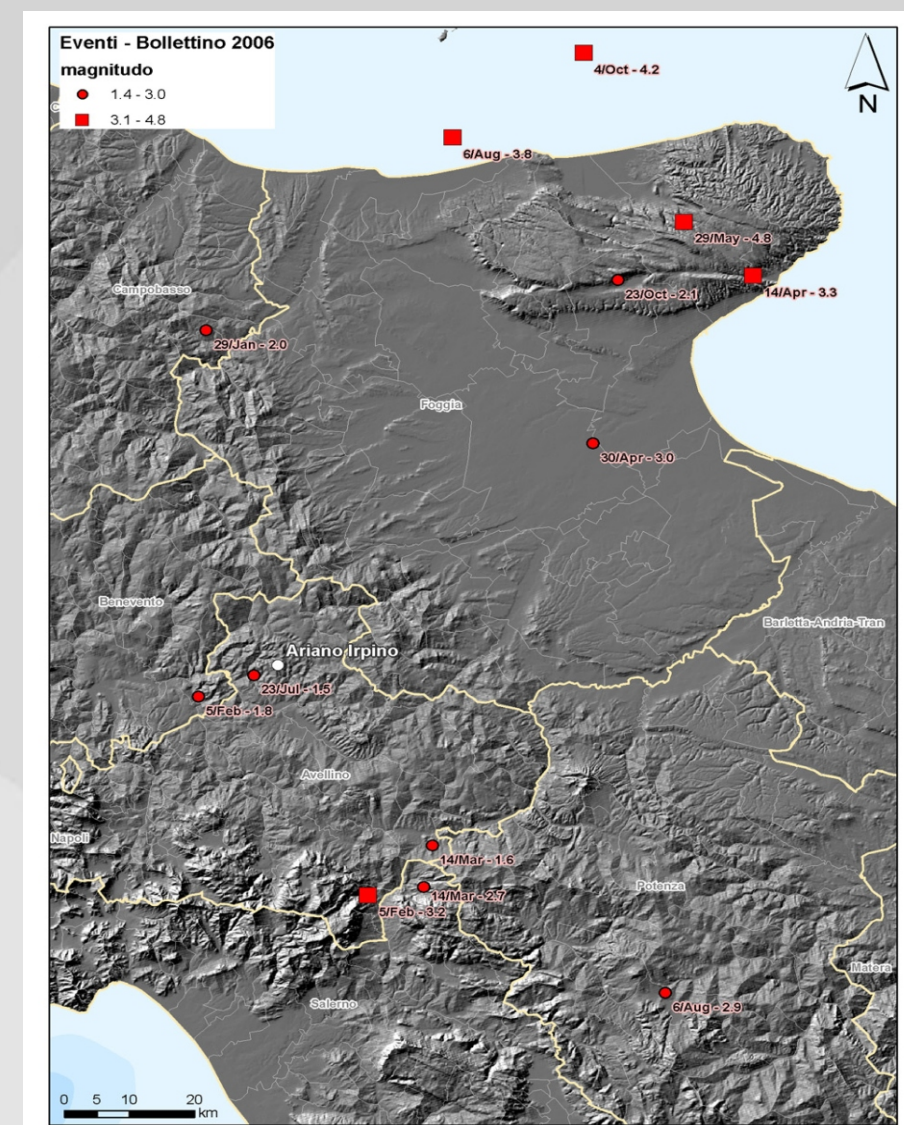 Eventi - Bollettino 2006
magnitudo
1.4 - 3.0
3.1 - 4.8
4/Oct - 4.2
N
6/Aug - 3.8
29/May - 4.8
23/Oct - 2.1
14/Apr - 3.3
Campobasso
29/Jan - 2.0
Foggia
30/Apr - 3.0
Benevento
Barletta-Andria-Tran
Ariano Irpino
23/Jul - 1.5
5/Feb - 1.8
Avellino
Napoli
14/Mar - 1.6
14/Mar - 2.7
Potenza
5/Feb - 3.2
Matera
Salerno
6/Aug - 2.9
0 5 10 20
km